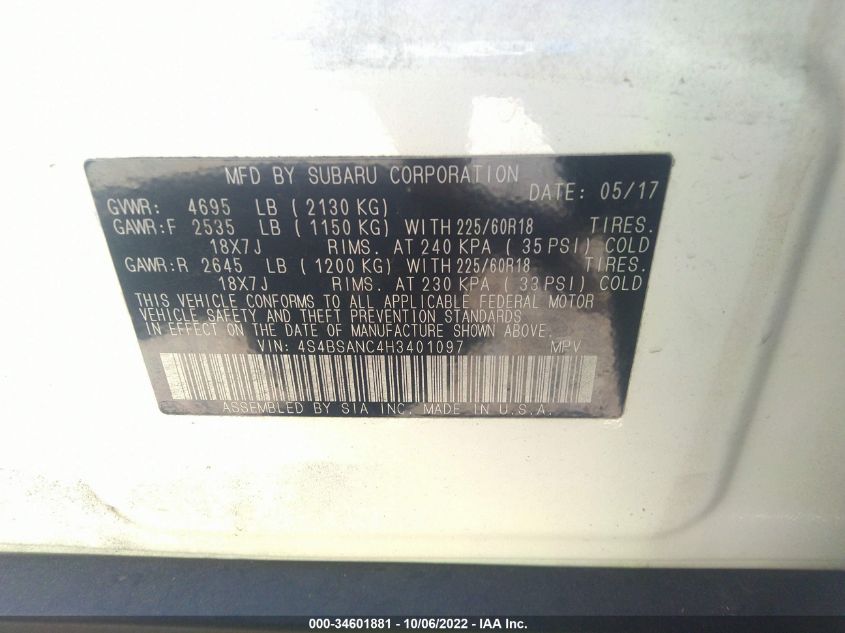 MFD BY SUBARU CORPORATION
DATE: 05/17
GVWR: 4695 LB ( 2130 KG)
GAWR:F 2535 LB ( 1150 KG) WITH 225/60R18 TIRES.
18X7J RIMS. AT 240 KPA ( 35 PSI) COLD
GAWR:R 2645 LB ( 1200 KG) WITH 225/60R18 TIRES.
18X7J RIMS. AT 230 KPA ( 33 PSI) COLD
THIS VEHICLE CONFORMS TO ALL APPLICABLE FEDERAL MOTOR
VEHICLE SAFETY AND THEFT PREVENTION STANDARDS
IN EFFECT ON THE DATE OF MANUFACTURE SHOWN ABOVE.
VIN: 4S4BSANC4H3401097 MPV
ASSEMBLED BY SIA INC. MADE IN U.S.A.
000-34601881 - 10/06/2022 - IAA Inc.